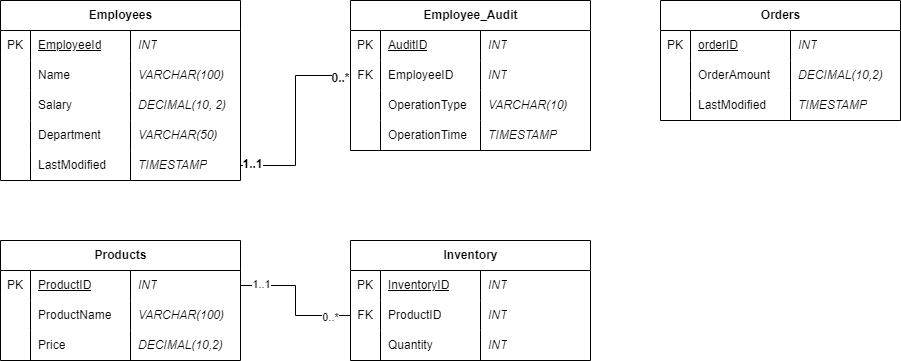 Employees
PK EmployeeId INT
Name VARCHAR(100)
Salary DECIMAL(10, 2)
Department VARCHAR(50)
LastModified TIMESTAMP
1..1
0..*
Employee_Audit
PK AuditID INT
FK EmployeeID INT
OperationType VARCHAR(10)
OperationTime TIMESTAMP
Orders
PK orderID INT
OrderAmount DECIMAL(10,2)
LastModified TIMESTAMP
Products
PK ProductID INT
ProductName VARCHAR(100)
Price DECIMAL(10,2)
1..1
0..*
Inventory
PK InventoryID INT
FK ProductID INT
Quantity INT